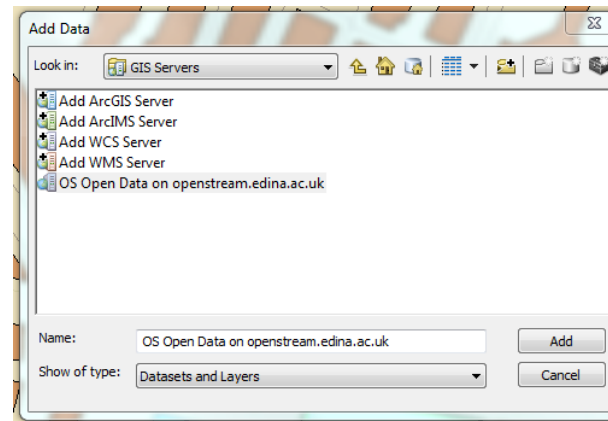 Add Data
Look in: GIS Servers
Add ArcGIS Server
Add ArcIMS Server
Add WCS Server
Add WMS Server
OS Open Data on openstream.edina.ac.uk
Name: OS Open Data on openstream.edina.ac.uk Add
Show of type: Datasets and Layers Cancel